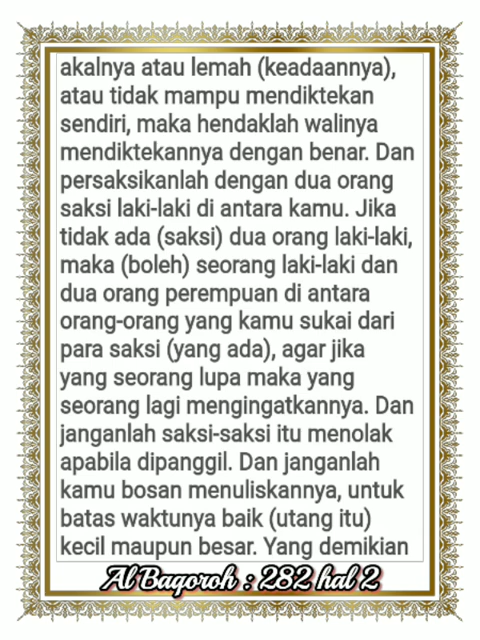 akalnya atau lemah (keadaannya),
atau tidak mampu mendiktekan
sendiri, maka hendaklah walinya
mendiktekannya dengan benar. Dan
persaksikanlah dengan dua orang
saksi laki-laki di antara kamu. Jika
tidak ada (saksi) dua orang laki-laki,
maka (boleh) seorang laki-laki dan
dua orang perempuan di antara
orang-orang yang kamu sukai dari
para saksi (yang ada), agar jika
yang seorang lupa maka yang
seorang lagi mengingatkannya. Dan
janganlah saksi-saksi itu menolak
apabila dipanggil. Dan janganlah
kamu bosan menuliskannya, untuk
batas waktunya baik (utang itu)
kecil maupun besar. Yang demikian
Al Baqoroh : 282 hal 2